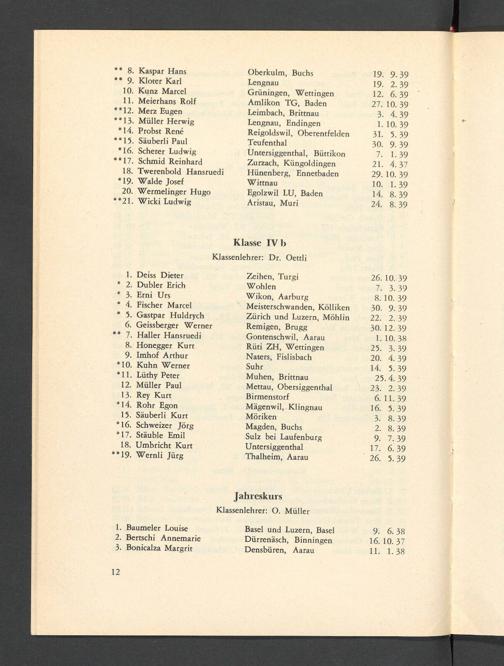 ** 8. Kaspar Hans Oberkulm, Buchs 19. 9. 39
** 9. Kloter Karl Lengnau 19. 2. 39
10. Kunz Marcel Grüningen, Wettingen 12. 6. 39
11. Meierhans Rolf Amlikon TG, Baden 27. 10. 39
**12. Merz Eugen Leimbach, Brittnau 3. 4. 39
**13. Müller Herwig Lengnau, Endingen 1. 10. 39
*14. Probst René Reigoldswil, Oberentfelden 31. 5. 39
**15. Säuberli Paul Teufenthal 30. 9. 39
*16. Scherer Ludwig Untersiggenthal, Büttikon 7. 1. 39
**17. Schmid Reinhard Zurzach, Küngoldingen 21. 4. 37
18. Twerenbold Hansruedi Hünenberg, Ennetbaden 29. 10. 39
*19. Walde Josef Wittnau 10. 1. 39
20. Wermelinger Hugo Egolzwil LU, Baden 14. 8. 39
**21. Wicki Ludwig Aristau, Muri 24. 8. 39
Klasse IV b
Klassenlehrer: Dr. Oettli
1. Deiss Dieter Zeihen, Turgi 26. 10. 39
* 2. Dubler Erich Wohlen 7. 3. 39
* 3. Erni Urs Wikon, Aarburg 8. 10. 39
* 4. Fischer Marcel Meisterschwanden, Kölliken 30. 9. 39
* 5. Gastpar Huldrych Zürich und Luzern, Möhlin 22. 2. 39
6. Geissberger Werner Remigen, Brugg 30. 12. 39
** 7. Haller Hansruedi Gontenschwil, Aarau 1. 10. 38
8. Honegger Kurt Rüti ZH, Wettingen 25. 3. 39
9. Imhof Arthur Naters, Fislisbach 20. 4. 39
*10. Kuhn Werner Suhr 14. 5. 39
*11. Lüthy Peter Muhen, Brittnau 25. 4. 39
12. Müller Paul Mettau, Obersiggenthal 23. 2. 39
13. Rey Kurt Birmenstorf 6. 11. 39
*14. Rohr Egon Mägenwil, Klingnau 16. 5. 39
15. Säuberli Kurt Möriken 3. 8. 39
*16. Schweizer Jörg Magden, Buchs 2. 8. 39
*17. Stäuble Emil Sulz bei Laufenburg 9. 7. 39
18. Umbricht Kurt Untersiggenthal 17. 6. 39
**19. Wernli Jürg Thalheim, Aarau 26. 5. 39
Jahreskurs
Klassenlehrer: O. Müller
1. Baumeler Louise Basel und Luzern, Basel 9. 6. 38
2. Bertschi Annemarie Dürrenäsch, Binningen 16. 10. 37
3. Bonicalza Margrit Densbüren, Aarau 11. 1. 38
12